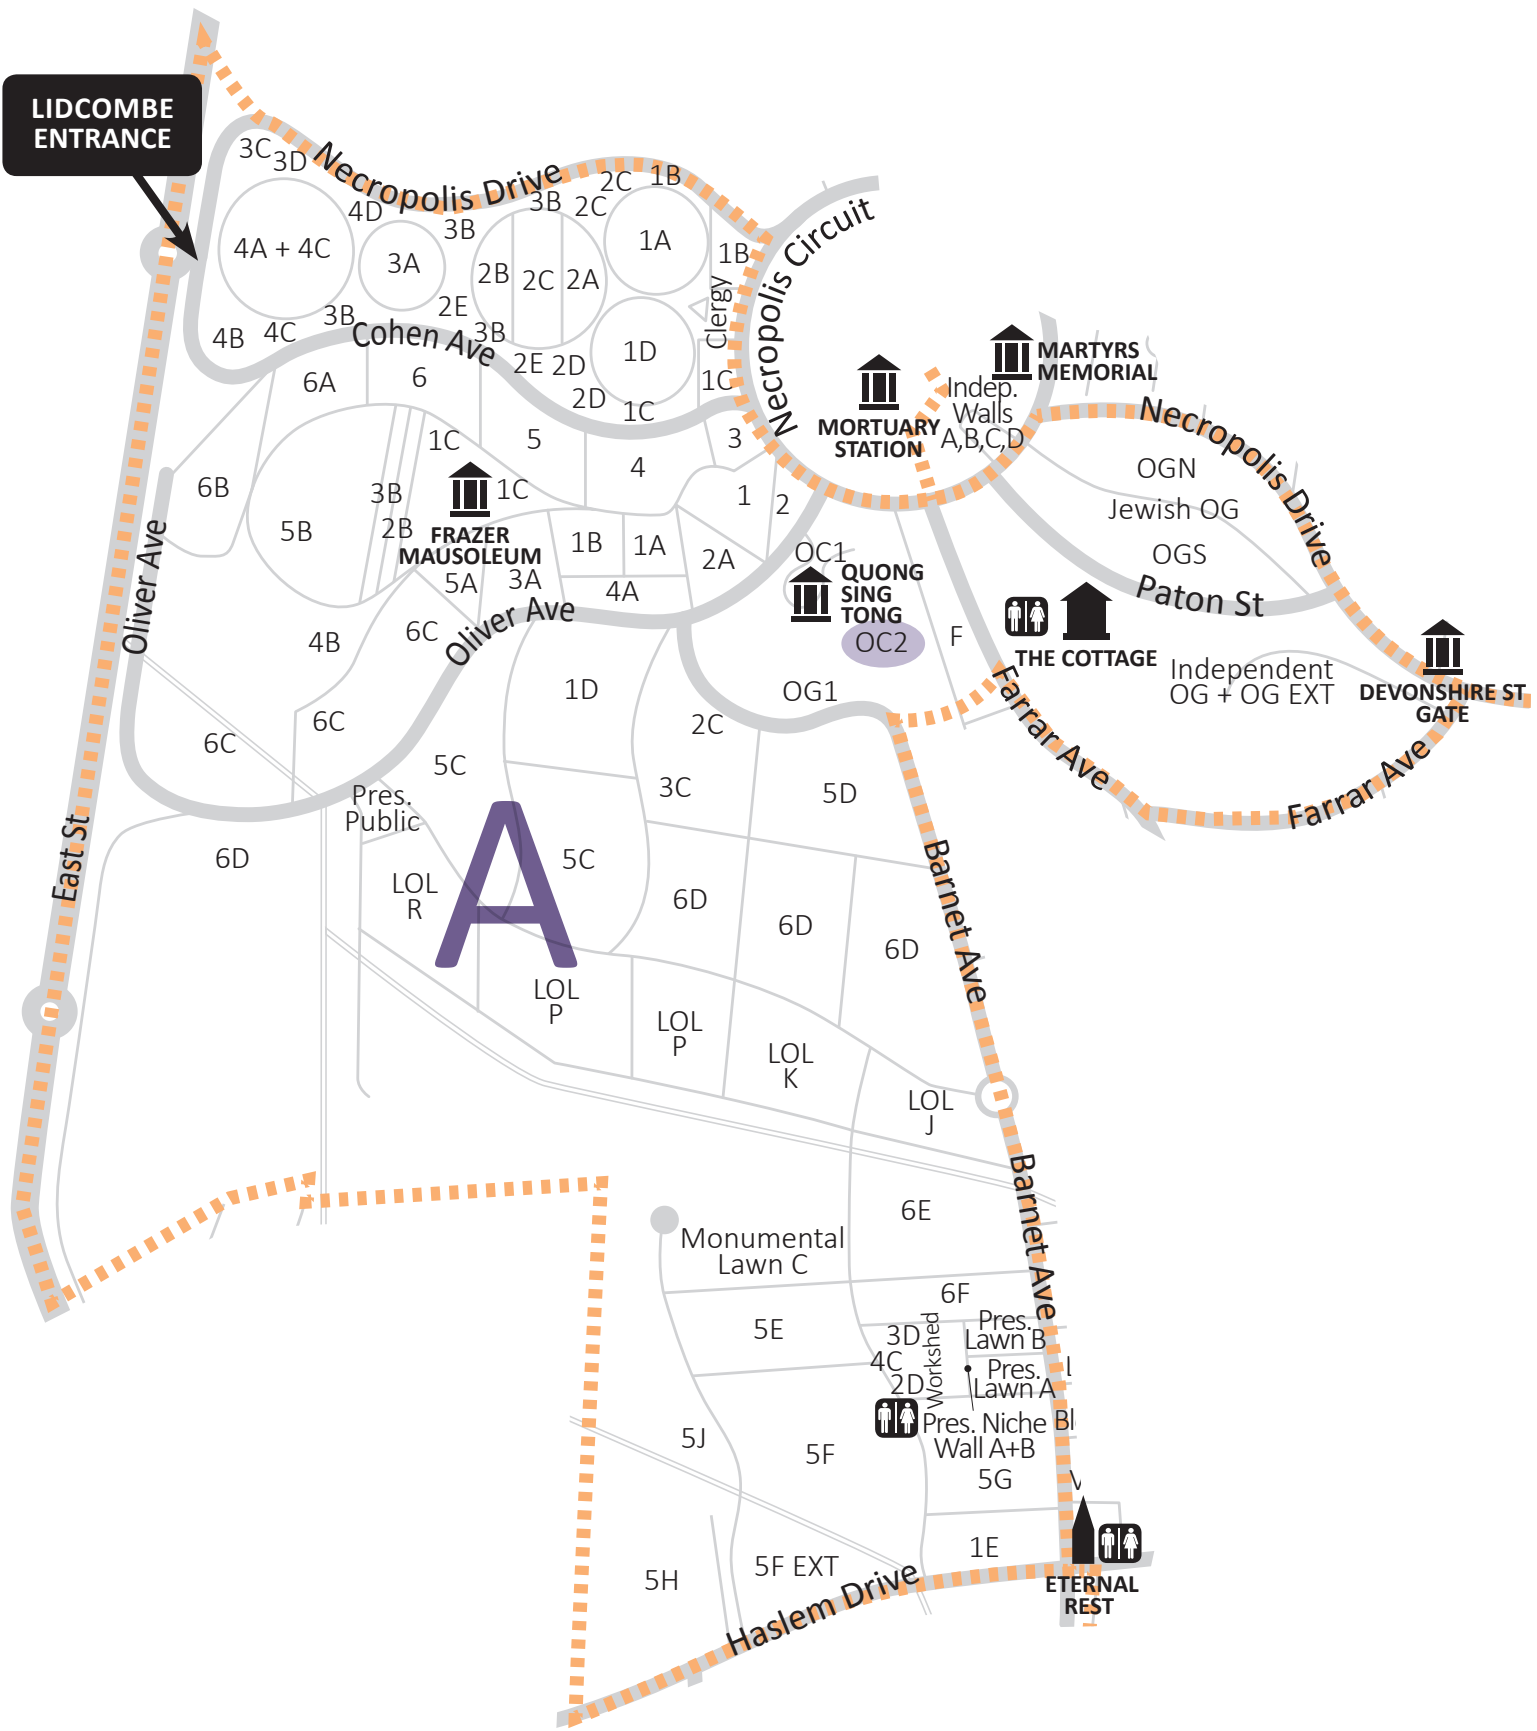 LIDCOMBE
ENTRANCE
3C
3D
Necropolis Drive
4D
3B
3B
2C
2C
1B
4A + 4C
3A
2B
2C
2A
1A
1B
Clergy
Necropolis Circuit
4B
4C
3B
2E
3B
Cohen Ave
2E
2D
1D
2D
1C
1C
6A
6
5
4
3
1C
1C
1
2
6B
5B
3B
2B
FRAZER
MAUSOLEUM
1B
1A
2A
5A
3A
4A
Oliver Ave
Oliver Ave
4B
6C
6C
6C
MORTUARY
STATION
Indep.
Walls
A,B,C,D
MARTYRS
MEMORIAL
Necropolis Drive
OGN
Jewish OG
OGS
Paton St
OC1
QUONG
SING
TONG
OC2
F
THE COTTAGE
Independent
OG + OG EXT
DEVONSHIRE ST
GATE
Farrar Ave
Farrar Ave
OG1
1D
2C
3C
5D
5C
Pres.
Public
A
5C
LOL
R
6D
East St
6D
6D
6D
Barnet Ave
LOL
P
LOL
P
LOL
K
LOL
J
Barnet Ave
6E
Monumental
Lawn C
6F
5E
3D
4C
2D
Workshed
Pres.
Lawn B
Pres.
Lawn A
Pres. Niche
Wall A+B
Bl
5J
5F
5G
1E
5H
5F EXT
Haslem Drive
ETERNAL
REST